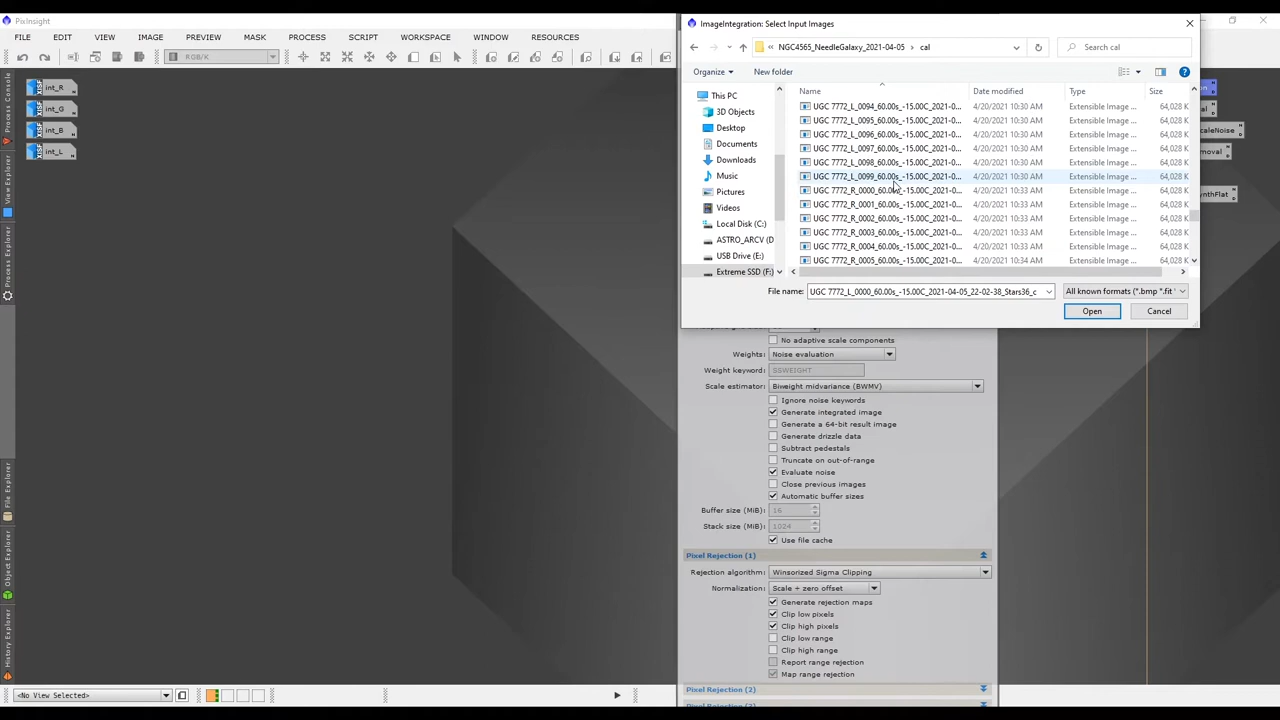 PixInsight
FILE EDIT VIEW IMAGE MASK PROCESS SCRIPT WORKSPACE WINDOW RESOURCES
RGB/K
int_R
int_G
int_B
int_L
Process Console
View Explorer
File Explorer
Object Explorer
History Explorer
ImageIntegration: Select Input Images
NGC4565_NeedleGalaxy_2021-04-05 › cal
Search cal
Organize New folder
This PC
3D Objects
Desktop
Documents
Downloads
Music
Pictures
Videos
Local Disk (C:)
ASTRO_ARCV (D
USB Drive (E:)
Extreme SSD (F:)
Name Date modified Type Size
UGC 7772_L_0094_60.00s_-15.00C_2021-0... 4/20/2021 10:30 AM Extensible Image ... 64,028 K
UGC 7772_L_0095_60.00s_-15.00C_2021-0... 4/20/2021 10:30 AM Extensible Image ... 64,028 K
UGC 7772_L_0096_60.00s_-15.00C_2021-0... 4/20/2021 10:30 AM Extensible Image ... 64,028 K
UGC 7772_L_0097_60.00s_-15.00C_2021-0... 4/20/2021 10:30 AM Extensible Image ... 64,028 K
UGC 7772_L_0098_60.00s_-15.00C_2021-0... 4/20/2021 10:30 AM Extensible Image ... 64,028 K
UGC 7772_L_0099_60.00s_-15.00C_2021-0... 4/20/2021 10:30 AM Extensible Image ... 64,028 K
UGC 7772_R_0000_60.00s_-15.00C_2021-0... 4/20/2021 10:33 AM Extensible Image ... 64,028 K
UGC 7772_R_0001_60.00s_-15.00C_2021-0... 4/20/2021 10:33 AM Extensible Image ... 64,028 K
UGC 7772_R_0002_60.00s_-15.00C_2021-0... 4/20/2021 10:33 AM Extensible Image ... 64,028 K
UGC 7772_R_0003_60.00s_-15.00C_2021-0... 4/20/2021 10:33 AM Extensible Image ... 64,028 K
UGC 7772_R_0004_60.00s_-15.00C_2021-0... 4/20/2021 10:33 AM Extensible Image ... 64,028 K
UGC 7772_R_0005_60.00s_-15.00C_2021-0... 4/20/2021 10:34 AM Extensible Image ... 64,028 K
File name: UGC 7772_L_0000_60.00s_-15.00C_2021-04-05_22-02-38_Stars36_c All known formats (*.bmp *.fit
Open Cancel
caleNoise
moval
ynthFlat
No adaptive scale components
Weights: Noise evaluation
Weight keyword: SSWEIGHT
Scale estimator: Biweight midvariance (BWMV)
Ignore noise keywords
Generate integrated image
Generate a 64-bit result image
Generate drizzle data
Subtract pedestals
Truncate on out-of-range
Evaluate noise
Close previous images
Automatic buffer sizes
Buffer size (MiB): 16
Stack size (MiB): 1024
Use file cache
Pixel Rejection (1)
Rejection algorithm: Winsorized Sigma Clipping
Normalization: Scale + zero offset
Generate rejection maps
Clip low pixels
Clip high pixels
Clip low range
Clip high range
Report range rejection
Map range rejection
Pixel Rejection (2)
<No View Selected>